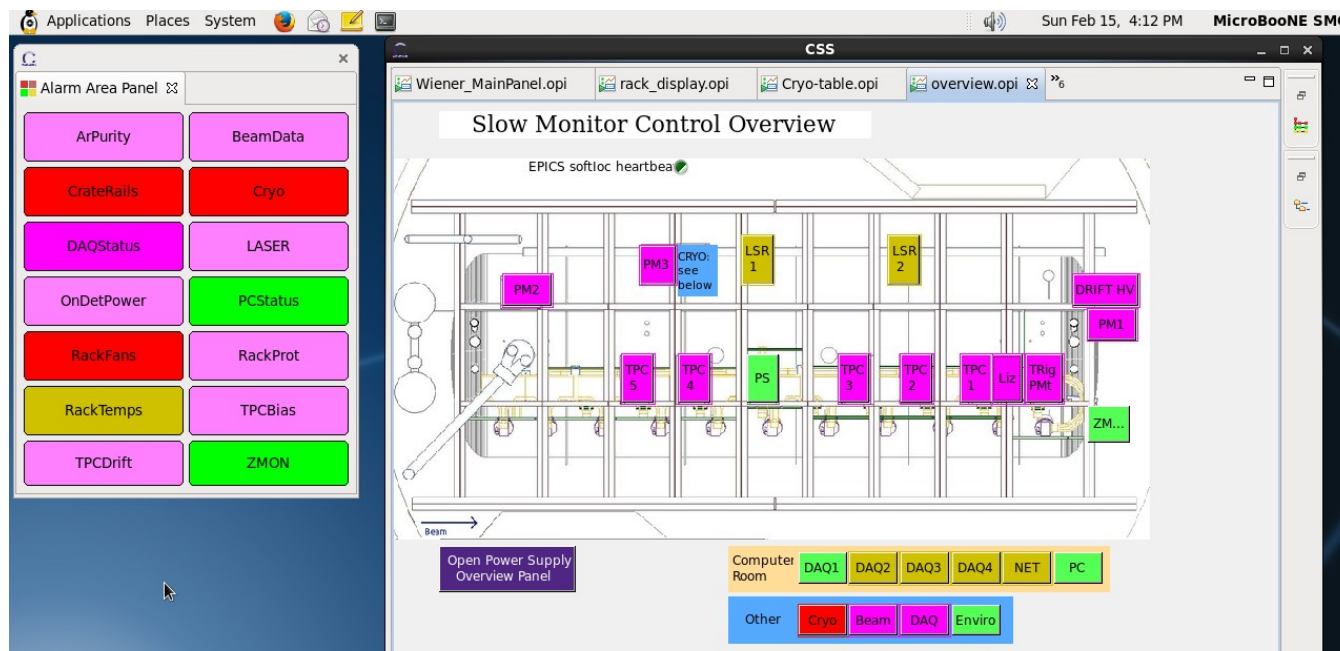 Applications Places System
Sun Feb 15, 4:12 PM
MicroBooNE SM
CSS
Alarm Area Panel
ArPurity
BeamData
CrateRails
Cryo
DAQStatus
LASER
OnDetPower
PCStatus
RackFans
RackProt
RackTemps
TPCBias
TPCDrift
ZMON
Wiener_MainPanel.opi
rack_display.opi
Cryo-table.opi
overview.opi
»6
Slow Monitor Control Overview
EPICS softIoc heartbea
PM3
CRYO:
see
below
LSR
1
LSR
2
PM2
DRIFT HV
PM1
TPC
5
TPC
4
PS
TPC
3
TPC
2
TPC
1
Liz
TRig
PMt
ZM...
Beam
Open Power Supply
Overview Panel
Computer
Room
DAQ1
DAQ2
DAQ3
DAQ4
NET
PC
Other
Cryo
Beam
DAQ
Enviro